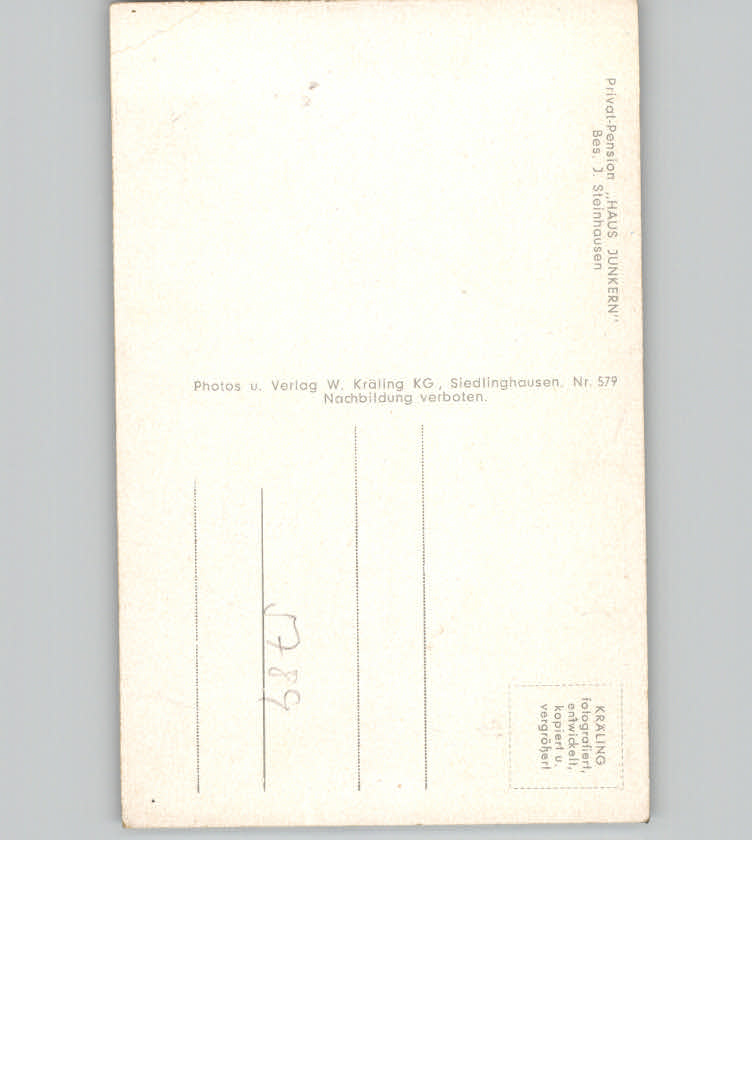 Privat-Pension „HAUS JUNKERN"
Bes. J. Steinhausen
Photos u. Verlag W. Kräling KG, Siedlinghausen, Nr. 579
Nachbildung verboten.
KRÄLING
fotografiert,
entwickelt,
kopiert u.
vergrößert
5789